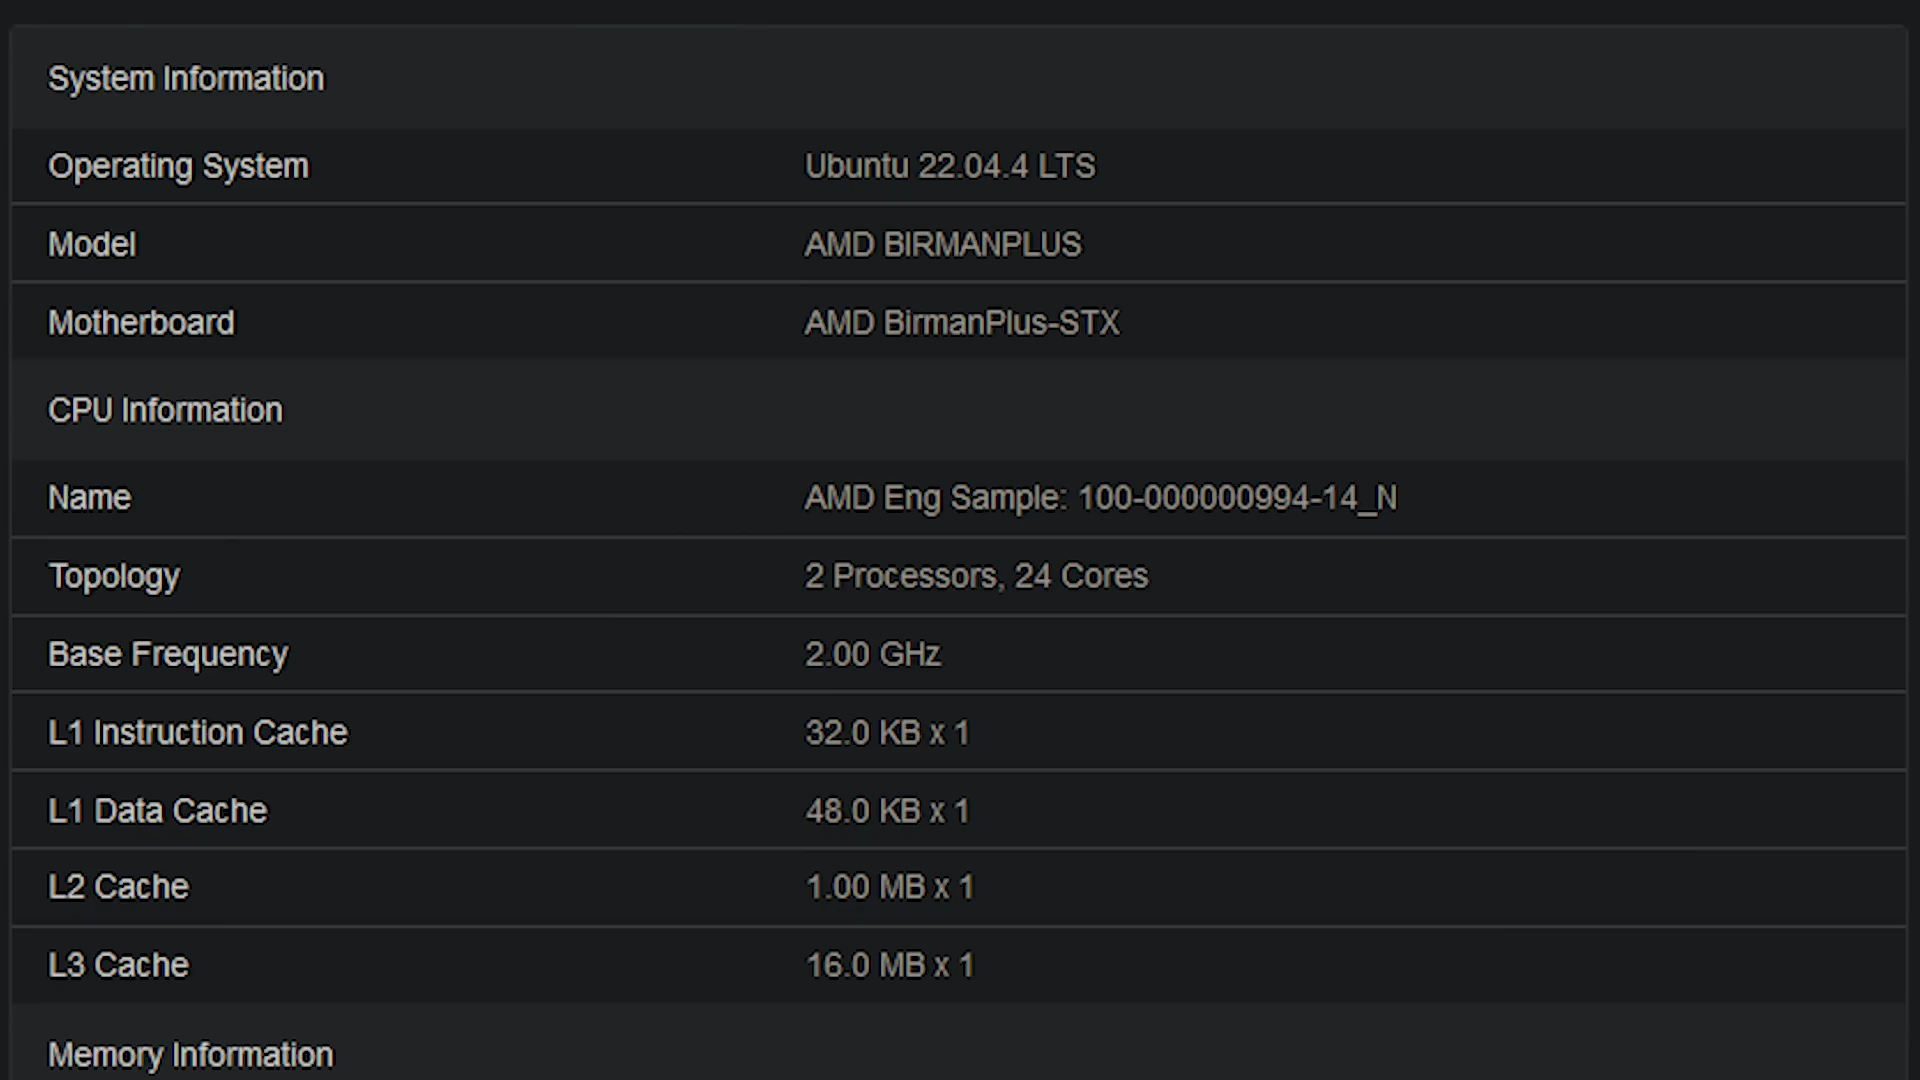 System Information
Operating System Ubuntu 22.04.4 LTS
Model AMD BIRMANPLUS
Motherboard AMD BirmanPlus-STX
CPU Information
Name AMD Eng Sample: 100-000000994-14_N
Topology 2 Processors, 24 Cores
Base Frequency 2.00 GHz
L1 Instruction Cache 32.0 KB x 1
L1 Data Cache 48.0 KB x 1
L2 Cache 1.00 MB x 1
L3 Cache 16.0 MB x 1
Memory Information